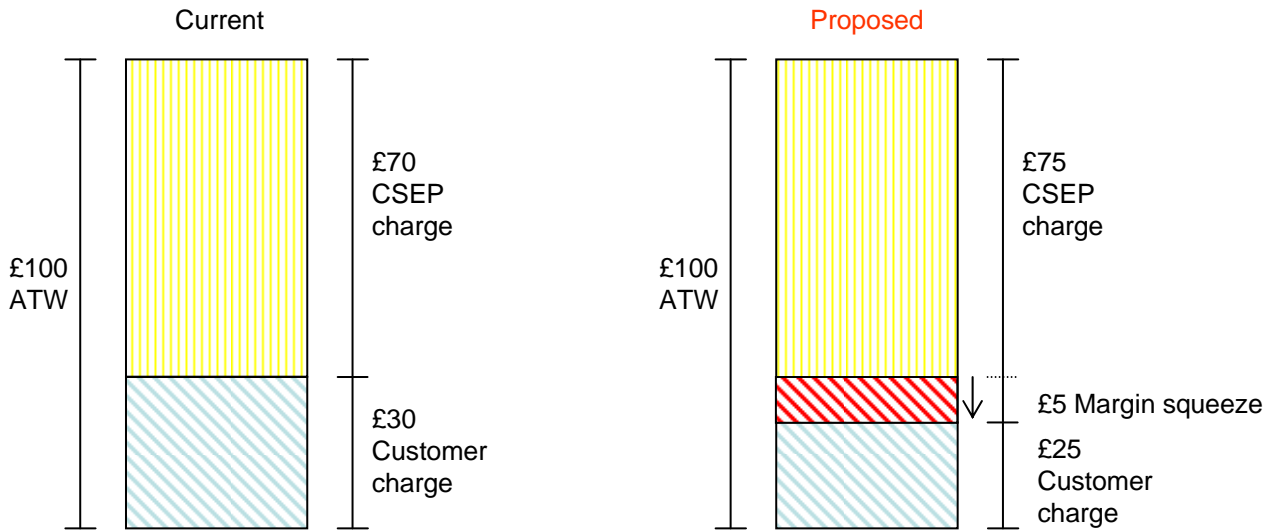 Current
£100
ATW
£70
CSEP
charge
£30
Customer
charge
Proposed
£100
ATW
£75
CSEP
charge
£5 Margin squeeze
£25
Customer
charge